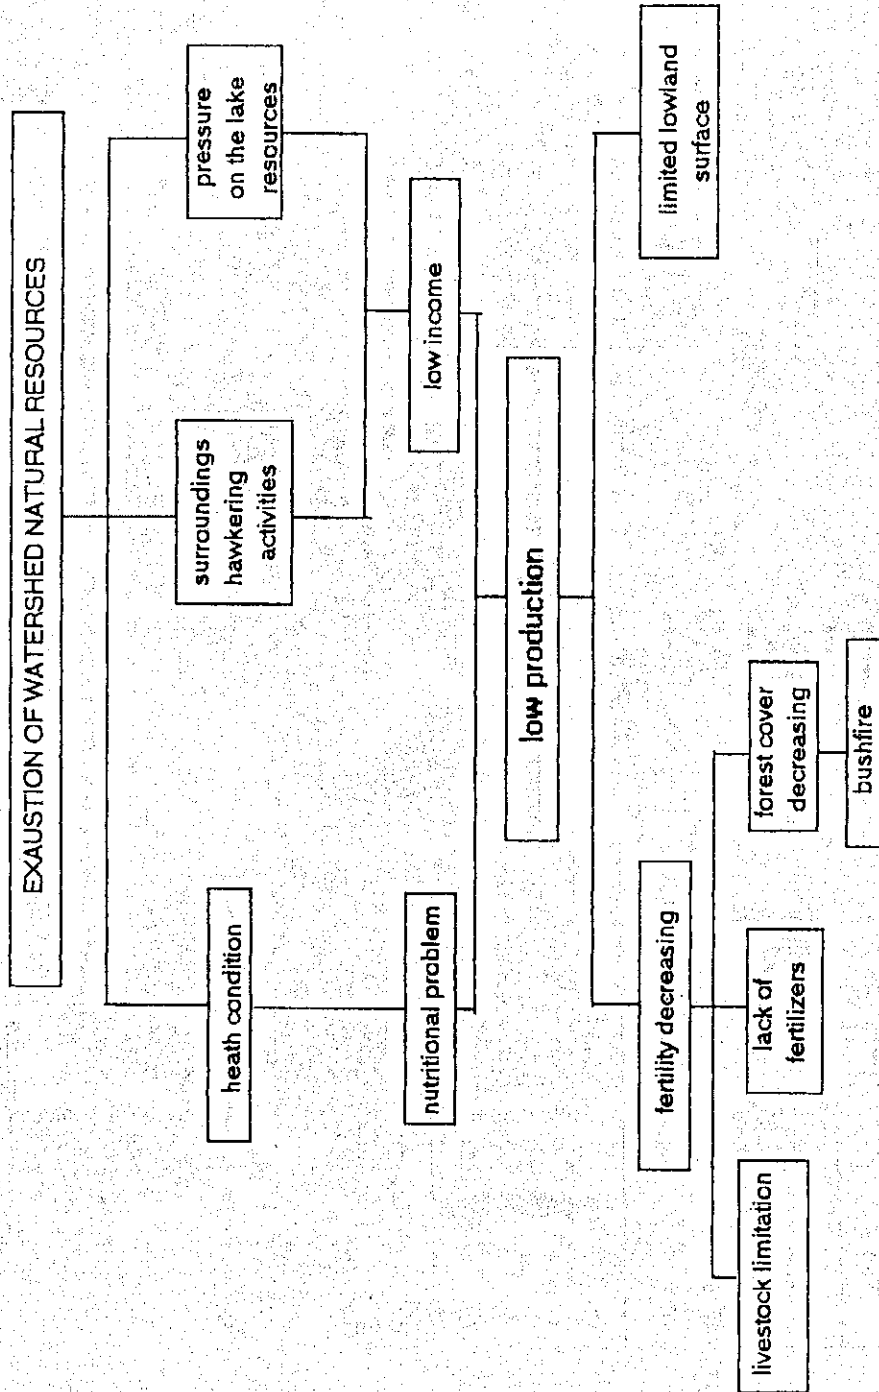 EXAUSTION OF WATERSHED NATURAL RESOURCES
heath condition
surroundings
hawkering
activities
pressure
on the lake
resources
nutritional problem
low income
low production
fertility decreasing
limited lowland
surface
livestock limitation
lack of
fertilizers
forest cover
decreasing
bushfire